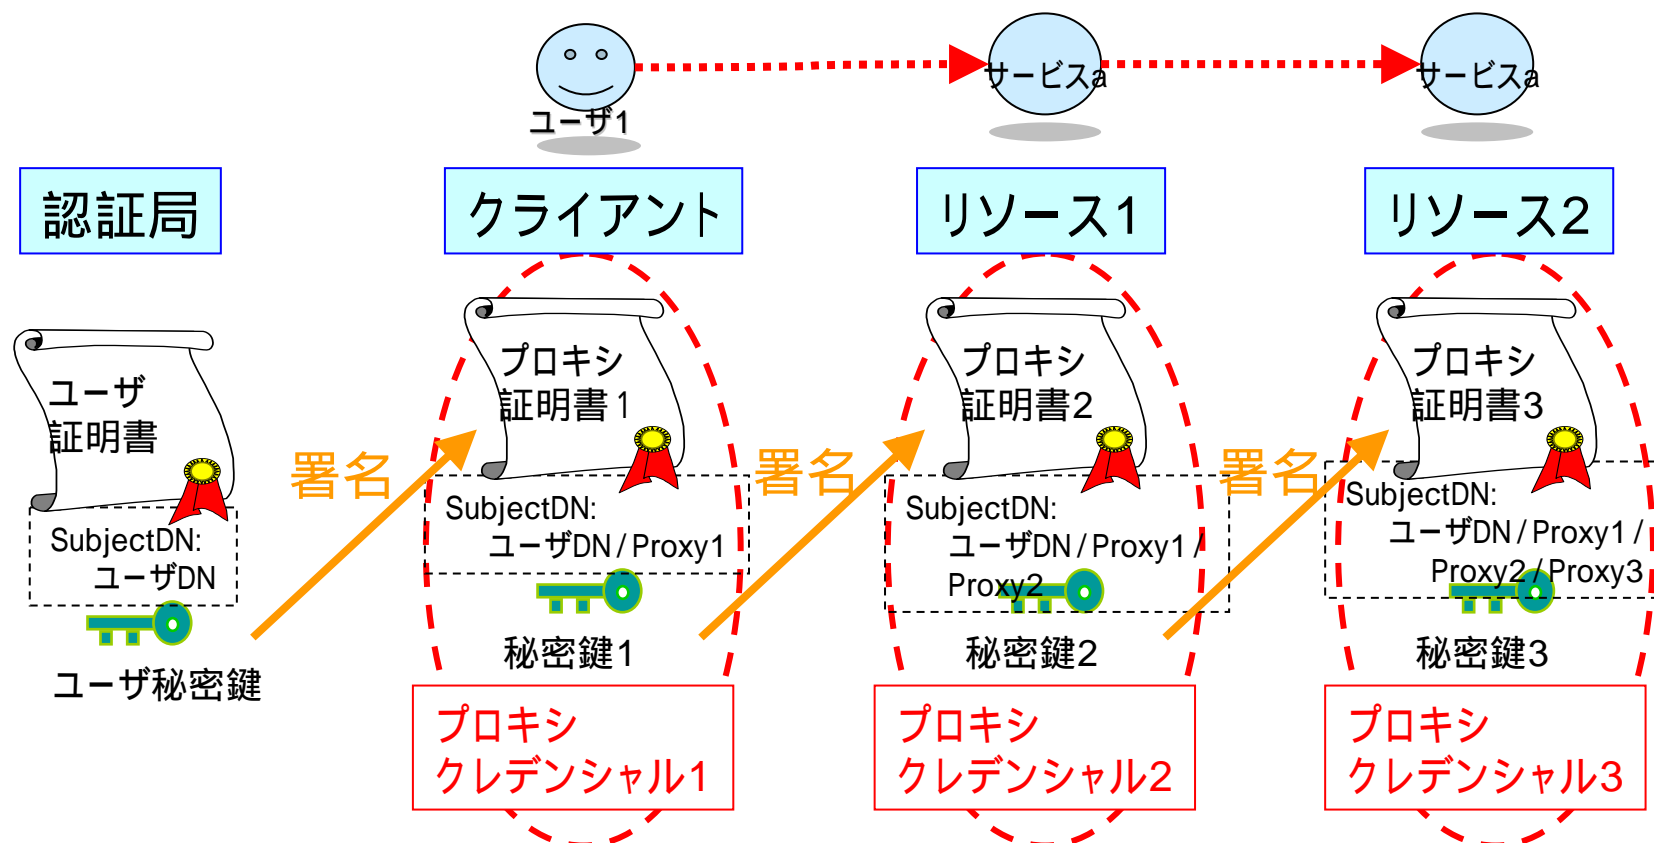 ユーザ1
サービスa
サービスa
認証局
クライアント
リソース1
リソース2
ユーザ
証明書
SubjectDN:
ユーザDN
ユーザ秘密鍵
署名
プロキシ
証明書1
SubjectDN:
ユーザDN/Proxy1
秘密鍵1
プロキシ
クレデンシャル1
署名
プロキシ
証明書2
SubjectDN:
ユーザDN/Proxy1/
Proxy2
秘密鍵2
プロキシ
クレデンシャル2
署名
プロキシ
証明書3
SubjectDN:
ユーザDN/Proxy1/
Proxy2/Proxy3
秘密鍵3
プロキシ
クレデンシャル3